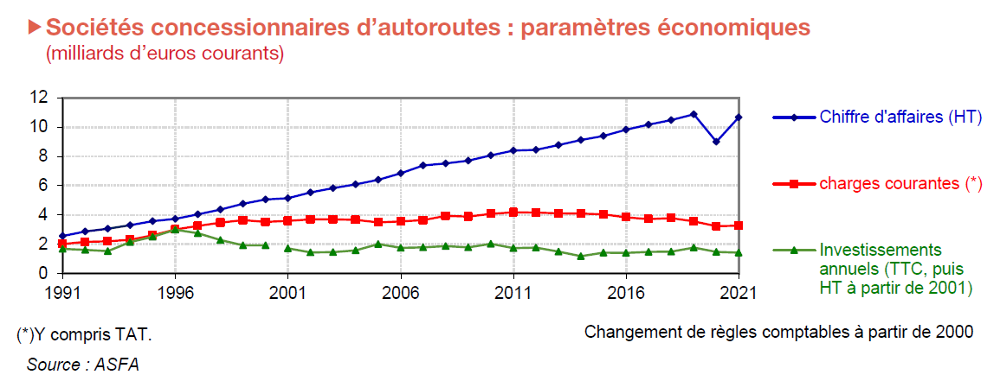 Sociétés concessionnaires d'autoroutes : paramètres économiques
(milliards d'euros courants)
12
10
8
6
4
2
0
1991 1996 2001 2006 2011 2016 2021
Chiffre d'affaires (HT)
charges courantes (*)
Investissements
annuels (TTC, puis
HT à partir de 2001)
(*)Y compris TAT.
Changement de règles comptables à partir de 2000
Source : ASFA